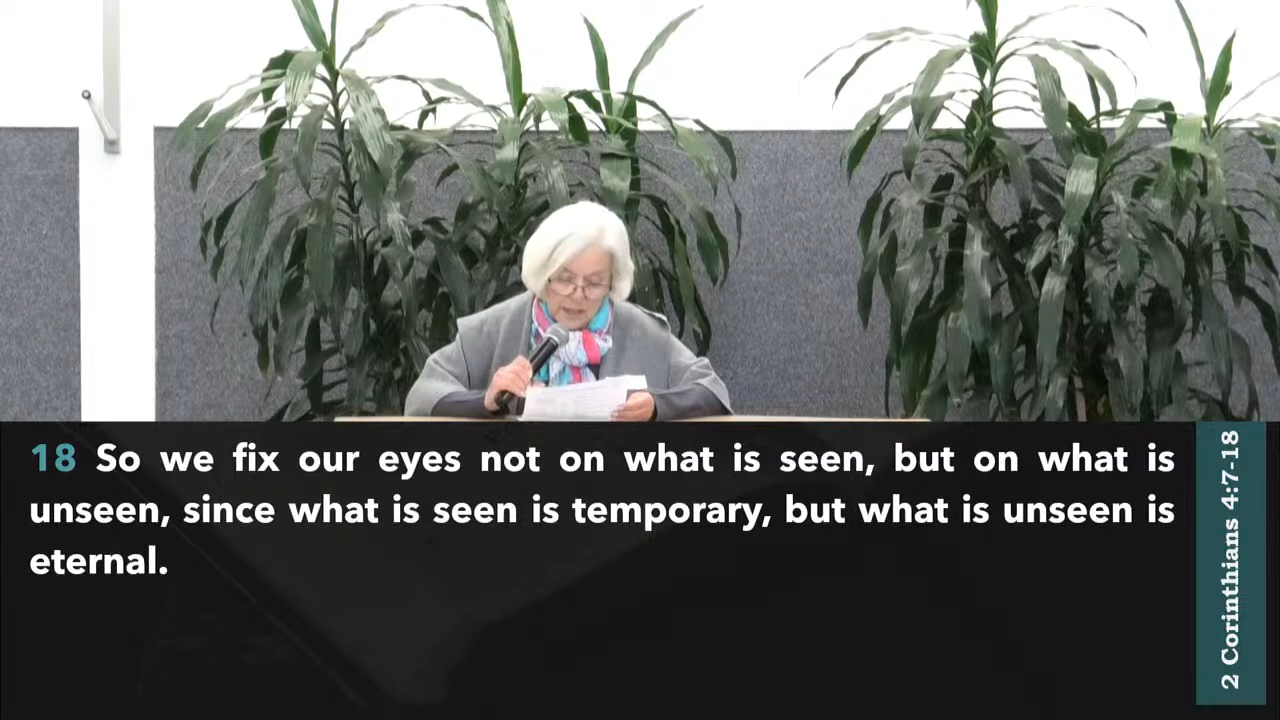 18 So we fix our eyes not on what is seen, but on what is
unseen, since what is seen is temporary, but what is unseen is
eternal.
2 Corinthians 4:7-18